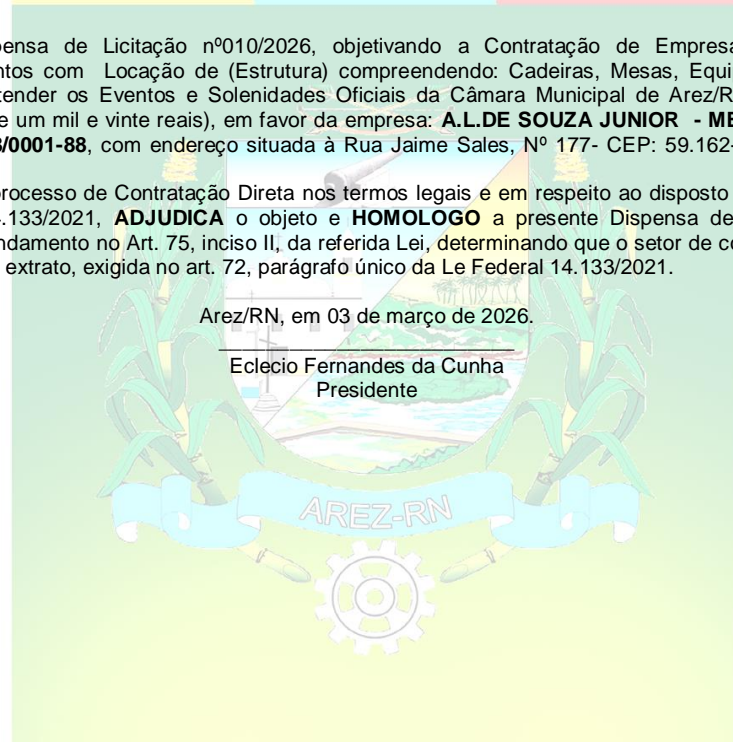 ensa de Licitação nº010/2026, objetivando a Contratação de Empresa
ntos com Locação de (Estrutura) compreendendo: Cadeiras, Mesas, Equi
tender os Eventos e Solenidades Oficiais da Câmara Municipal de Arez/R
e um mil e vinte reais), em favor da empresa: A.L.DE SOUZA JUNIOR - ME
/0001-88, com endereço situada à Rua Jaime Sales, Nº 177- CEP: 59.162-
rocesso de Contratação Direta nos termos legais e em respeito ao disposto
.133/2021, ADJUDICA o objeto e HOMOLOGO a presente Dispensa de
ndamento no Art. 75, inciso II, da referida Lei, determinando que o setor de co
extrato, exigida no art. 72, parágrafo único da Le Federal 14.133/2021.
Arez/RN, em 03 de março de 2026.
Eclecio Fernandes da Cunha
Presidente
AREZ-RN